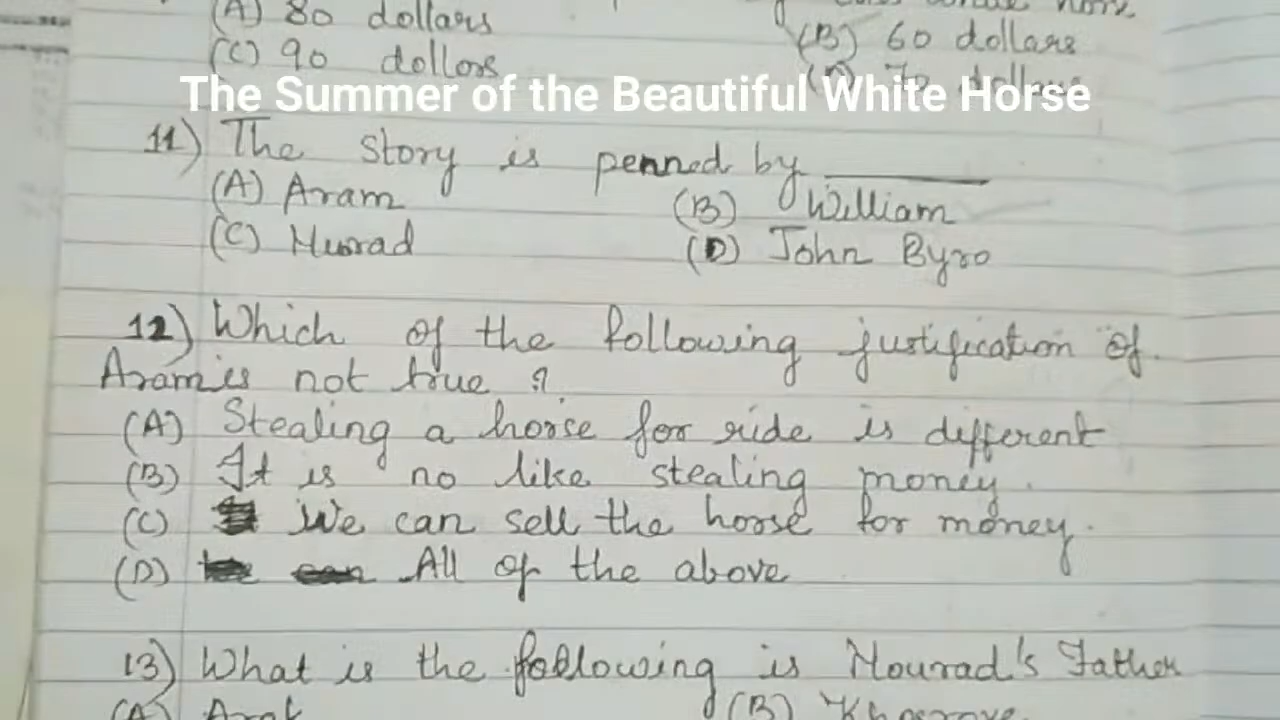 (A) 80 dollars
(B) 60 dollars
(C) 90 dollors
The Summer of the Beautiful White Horse
11) The story is penned by ______
(A) Aram (B) William
(C) Murad (D) John Byro
12) Which of the following justification of
Aram is not true ?
(A) Stealing a horse for ride is different
(B) It is no like stealing money.
(C) We can sell the horse for money.
(D) All of the above
13) What is the following is Mourad's Father
(A) Arak (B) Khosrove